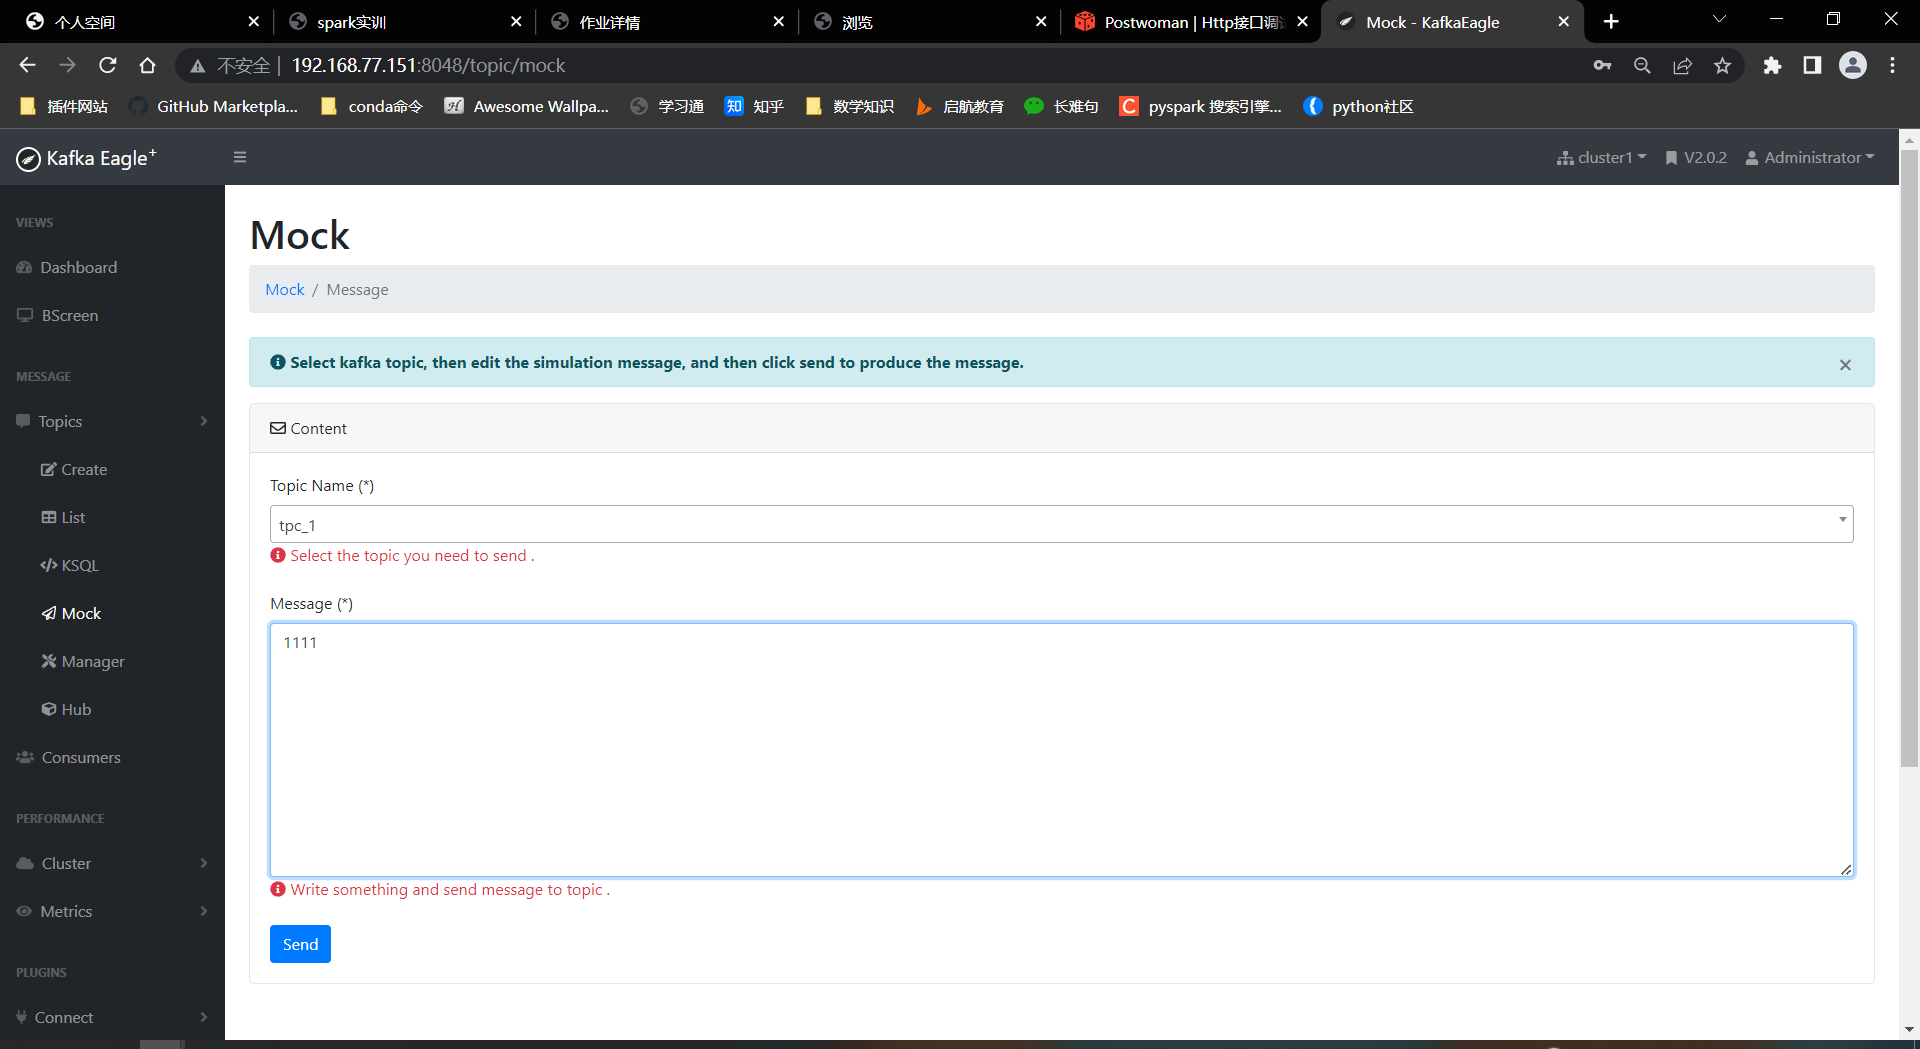 个人空间
spark实训
作业详情
浏览
Postwoman | Http接口调试
Mock - KafkaEagle
不安全 | 192.168.77.151:8048/topic/mock
插件网站
GitHub Marketpla...
conda命令
Awesome Wallpa...
学习通
知 知乎
数学知识
启航教育
长难句
C pyspark 搜索引擎...
python社区
Kafka Eagle+
cluster1
V2.0.2
Administrator
VIEWS
Dashboard
BScreen
MESSAGE
Topics
Create
List
KSQL
Mock
Manager
Hub
Consumers
PERFORMANCE
Cluster
Metrics
PLUGINS
Connect
Mock
Mock / Message
Select kafka topic, then edit the simulation message, and then click send to produce the message.
Content
Topic Name (*)
tpc_1
Select the topic you need to send .
Message (*)
1111
Write something and send message to topic .
Send